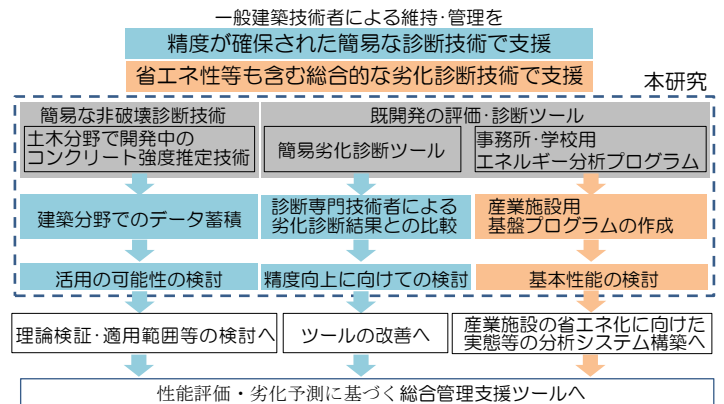 一般建築技術者による維持・管理を
精度が確保された簡易な診断技術で支援
省エネ性等も含む総合的な劣化診断技術で支援
本研究
簡易な非破壊診断技術
既開発の評価・診断ツール
土木分野で開発中の
コンクリート強度推定技術
簡易劣化診断ツール
事務所・学校用
エネルギー分析プログラム
建築分野でのデータ蓄積
診断専門技術者による
劣化診断結果との比較
産業施設用
基盤プログラムの作成
活用の可能性の検討
精度向上に向けての検討
基本性能の検討
理論検証・適用範囲等の検討へ
ツールの改善へ
産業施設の省エネ化に向けた
実態等の分析システム構築へ
性能評価・劣化予測に基づく総合管理支援ツールへ